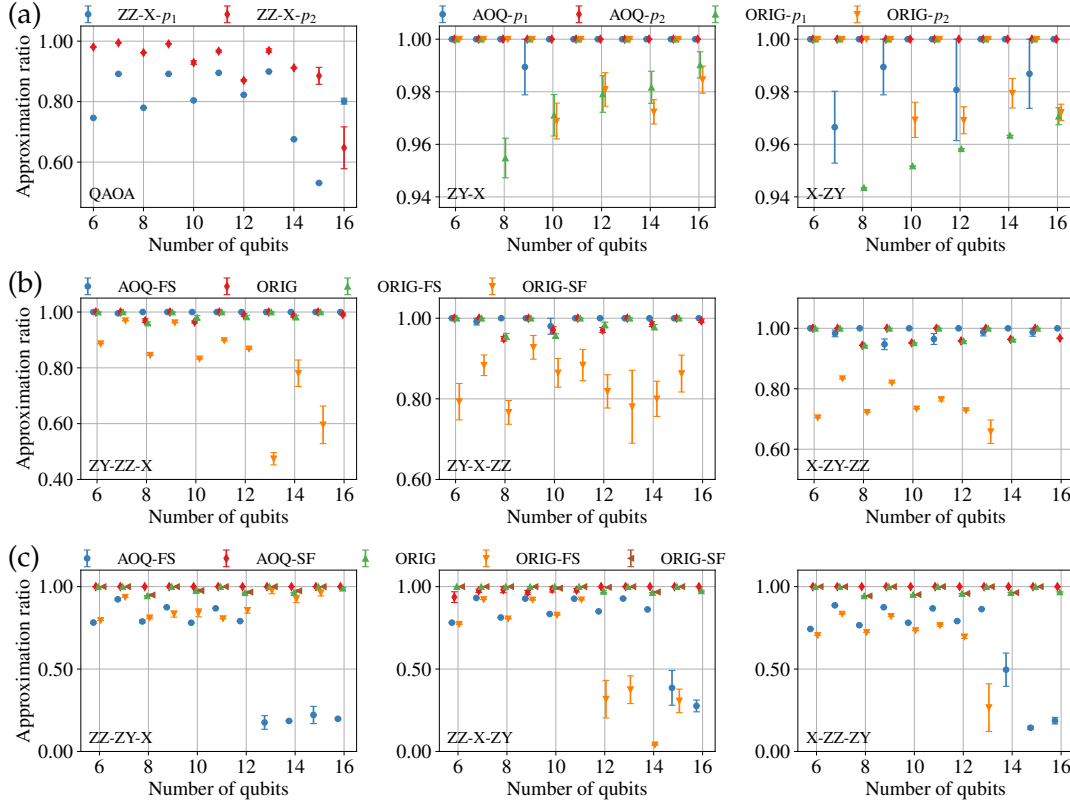 (a)
ZZ-X-p₁ ZZ-X-p₂ AOQ-p₁ AOQ-p₂ ORIG-p₁ ORIG-p₂
Approximation ratio
1.00
0.80
0.60
QAOA
6 8 10 12 14 16
Number of qubits
1.00
0.98
0.96
0.94
ZY-X
6 8 10 12 14 16
Number of qubits
1.00
0.98
0.96
0.94
X-ZY
6 8 10 12 14 16
Number of qubits
(b)
AOQ-FS ORIG ORIG-FS ORIG-SF
Approximation ratio
1.00
0.80
0.60
0.40
ZY-ZZ-X
6 8 10 12 14 16
Number of qubits
1.00
0.80
0.60
ZY-X-ZZ
6 8 10 12 14 16
Number of qubits
1.00
0.80
0.60
X-ZY-ZZ
6 8 10 12 14 16
Number of qubits
(c)
AOQ-FS AOQ-SF ORIG ORIG-FS ORIG-SF
Approximation ratio
1.00
0.50
0.00
ZZ-ZY-X
6 8 10 12 14 16
Number of qubits
1.00
0.50
0.00
ZZ-X-ZY
6 8 10 12 14 16
Number of qubits
1.00
0.50
0.00
X-ZZ-ZY
6 8 10 12 14 16
Number of qubits